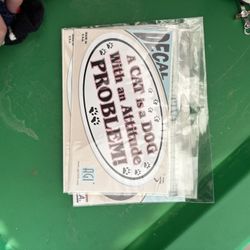 A CAT is a DOG
With an Attitude
PROBLEM!
DECAL